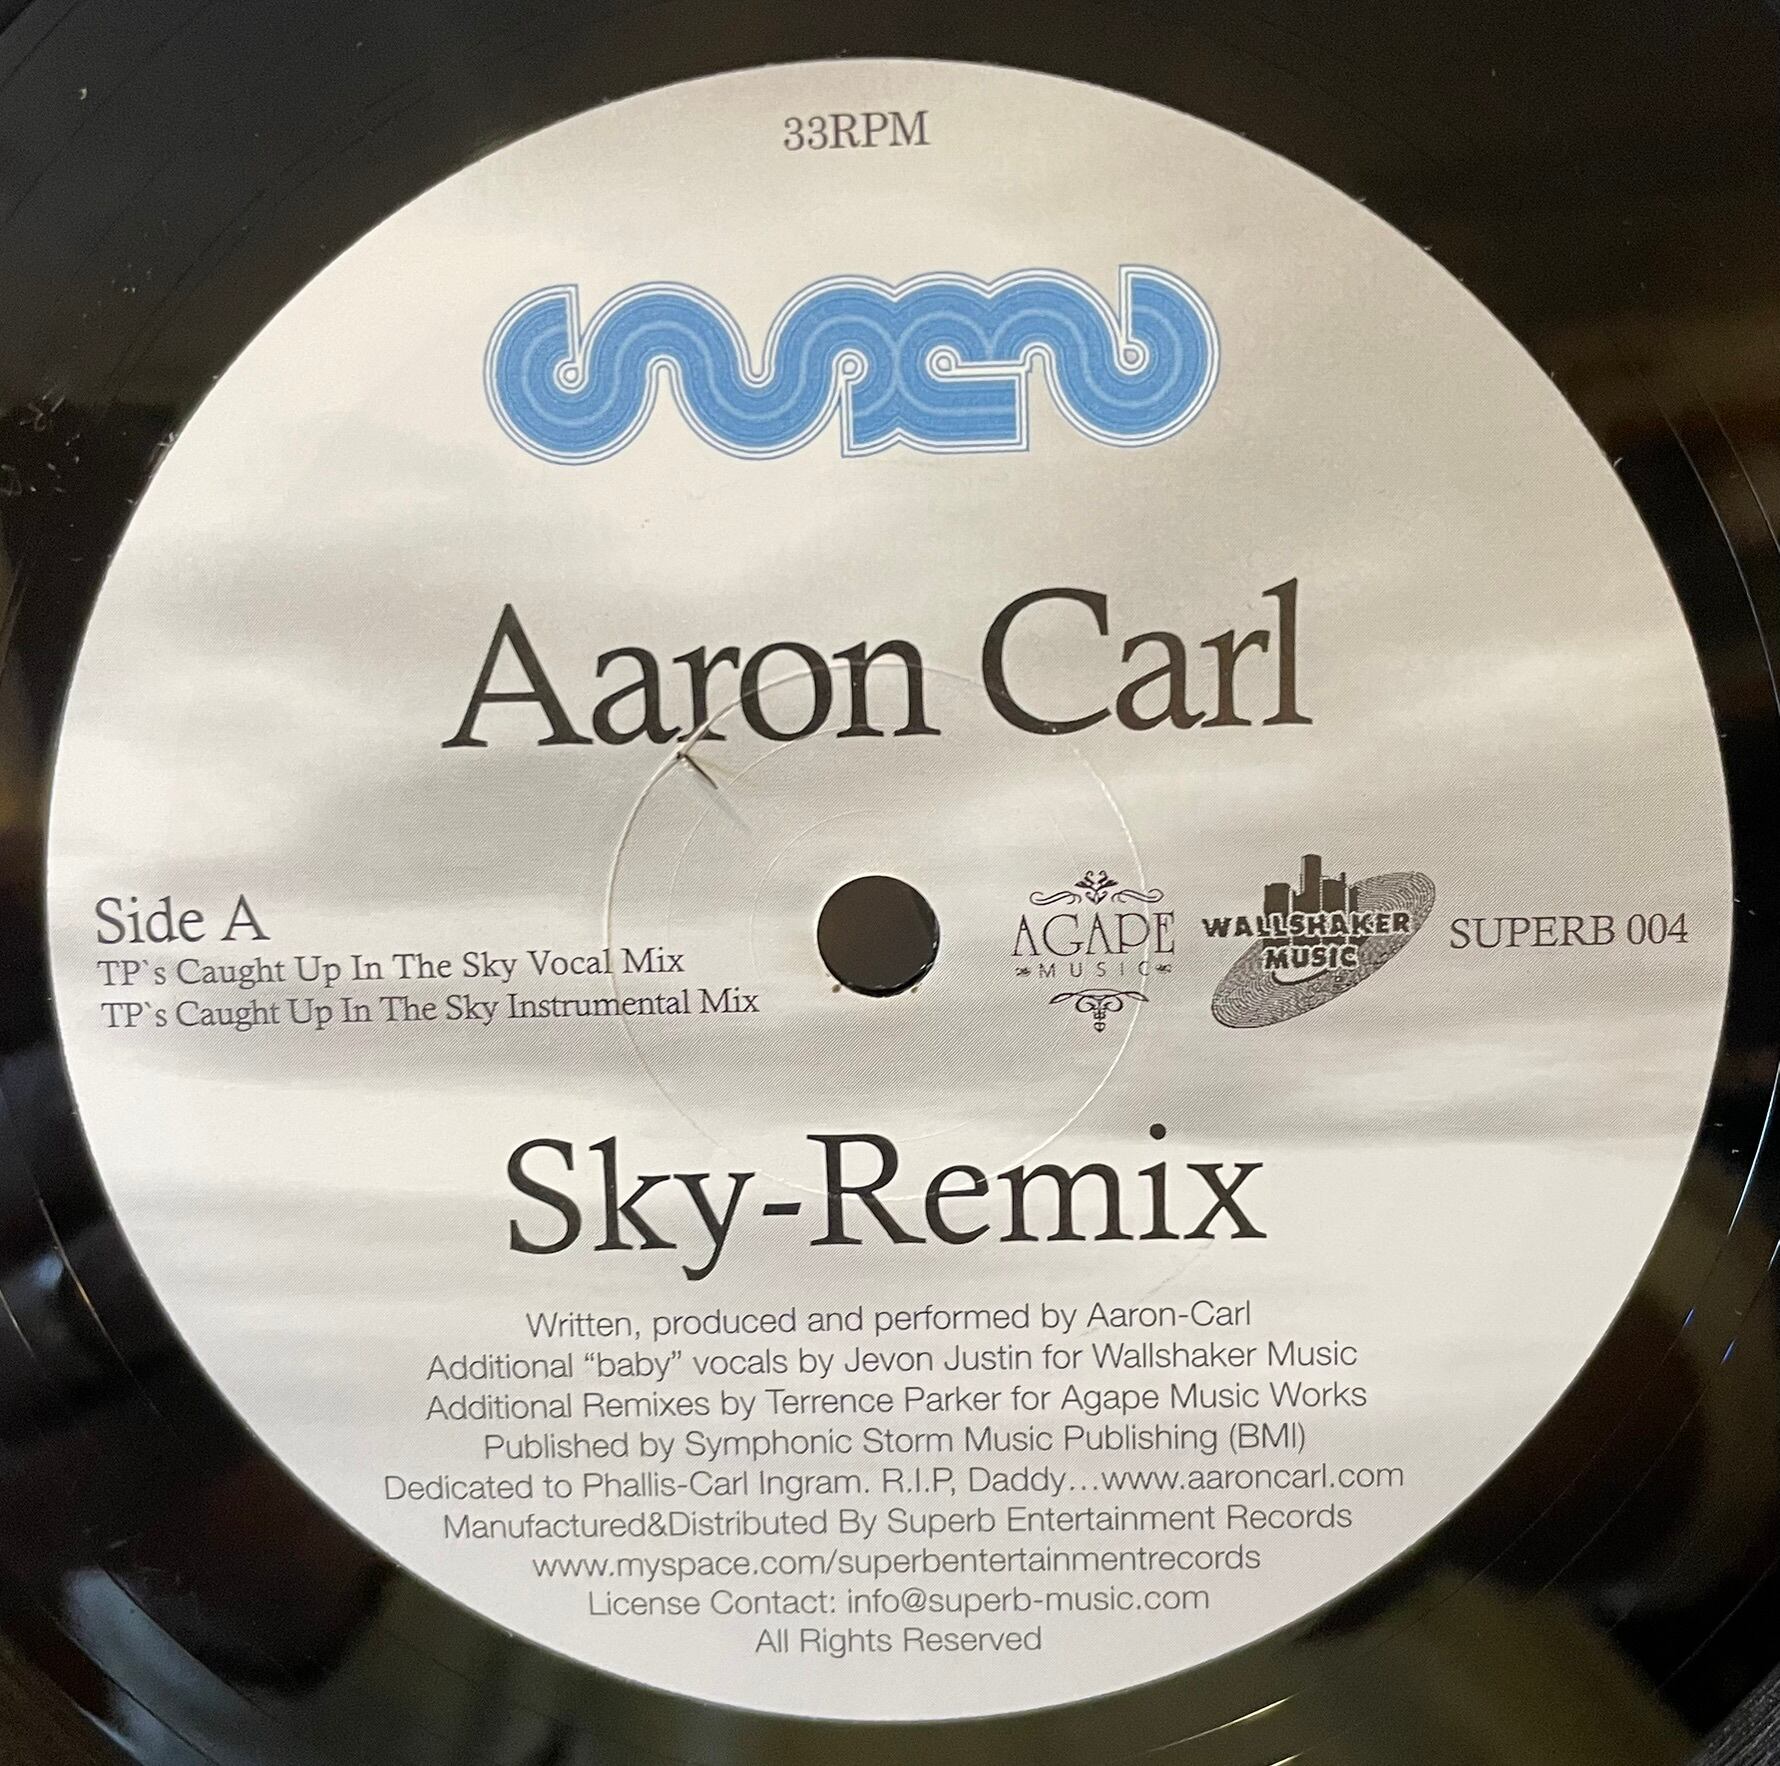 33RPM
SUPERB
Aaron Carl
Side A
TP`s Caught Up In The Sky Vocal Mix
TP`s Caught Up In The Sky Instrumental Mix
AGAPE
MUSIC
WALLSHAKER
MUSIC
SUPERB 004
Sky-Remix
Written, produced and performed by Aaron-Carl
Additional “baby” vocals by Jevon Justin for Wallshaker Music
Additional Remixes by Terrence Parker for Agape Music Works
Published by Symphonic Storm Music Publishing (BMI)
Dedicated to Phallis-Carl Ingram. R.I.P, Daddy...www.aaroncarl.com
Manufactured&Distributed By Superb Entertainment Records
www.myspace.com/superbentertainmentrecords
License Contact: info@superb-music.com
All Rights Reserved